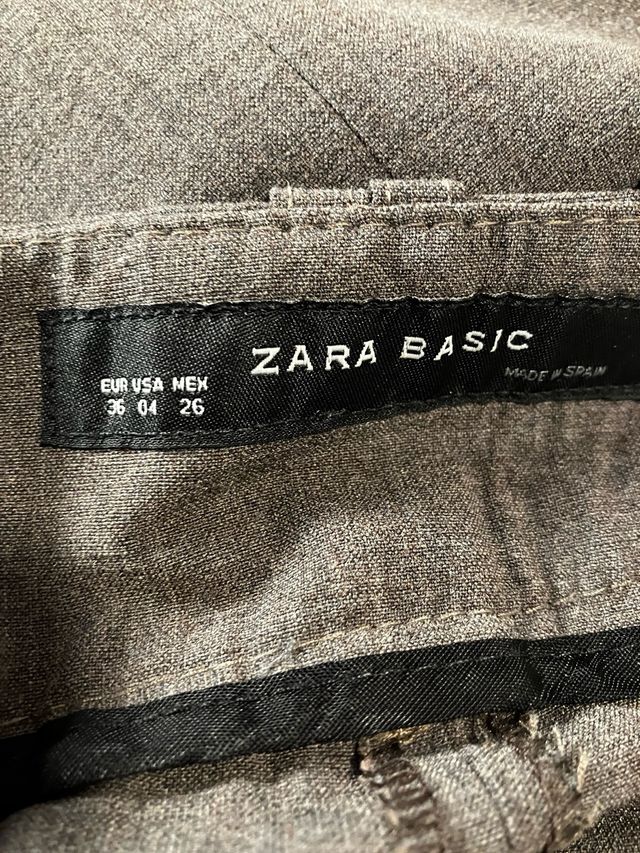 ZARA BASIC
MADE IN SPAIN
EUR USA MEX
36 04 26